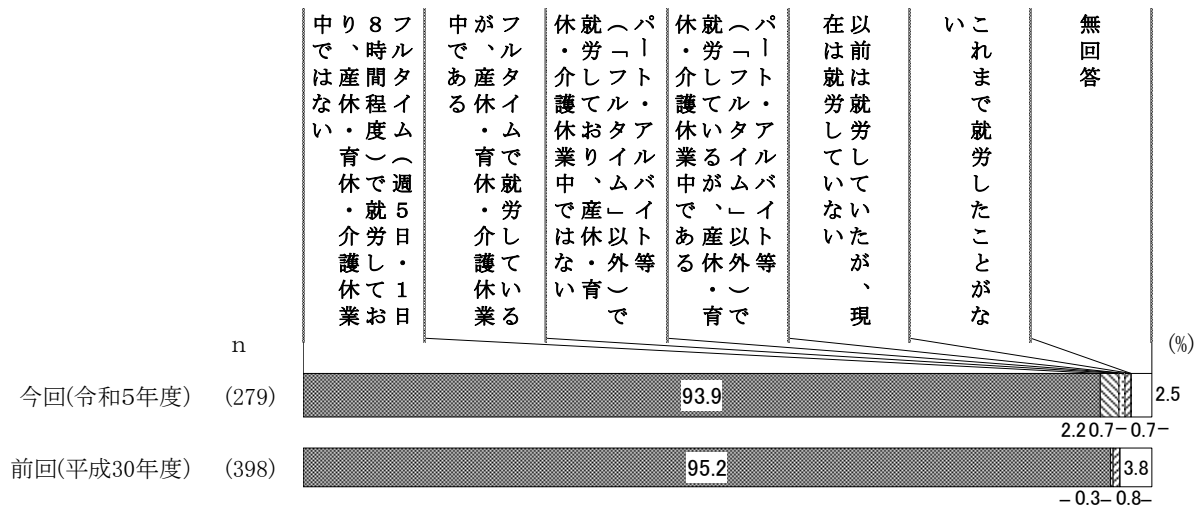 フルタイム（週５日・１日
８時間程度）で就労してお
り、産休・育休・介護休業
中ではない
フルタイムで就労している
が、産休・育休・介護休業
中である
パート・アルバイト等
（「フルタイム」以外）で
就労しており、産休・育
休・介護休業中ではない
パート・アルバイト等
（「フルタイム」以外）で
就労しているが、産休・育
休・介護休業中である
以前は就労していたが、現
在は就労していない
これまで就労したことがな
い
無回答
n
(%)
今回(令和5年度) (279) 93.9 2.5
2.2 0.7 – 0.7 –
前回(平成30年度) (398) 95.2 3.8
– 0.3 – 0.8 –